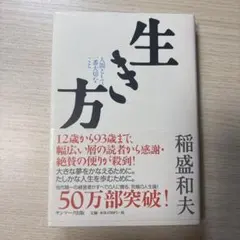 生き方
人間として
一番大切な
こと
稲盛和夫
12歳から93歳まで、
幅広い層の読者から感謝・
絶賛の便りが殺到!
大きな夢をかなえるために。
たしかな人生を歩むために。
50万部突破!
サンマーク出版